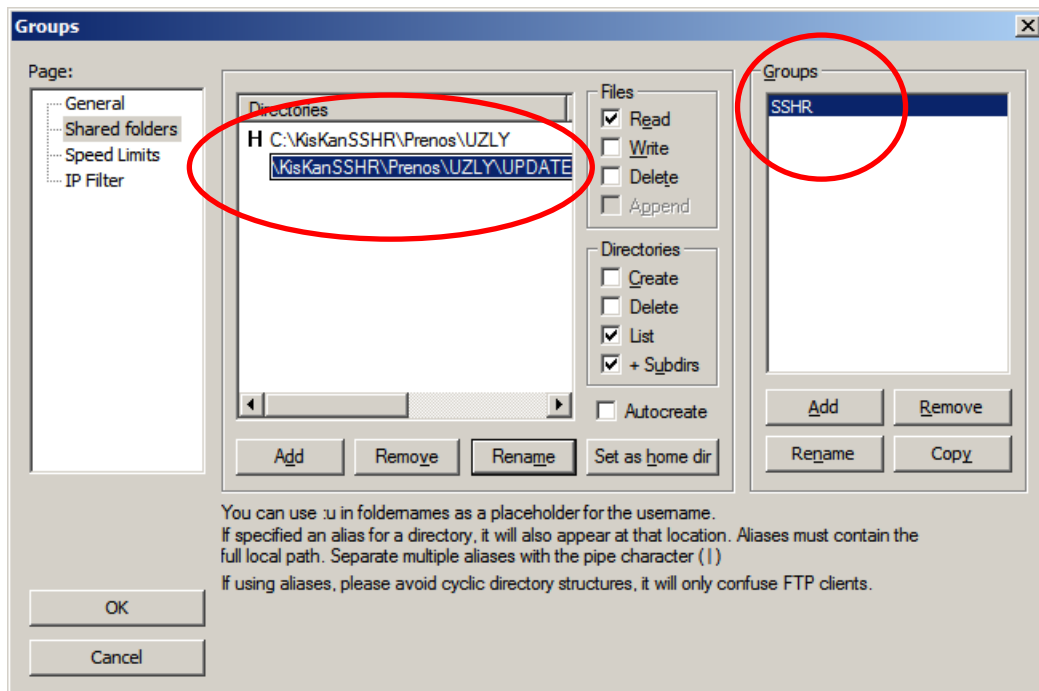 Groups
Page:
General
Shared folders
Speed Limits
IP Filter
Directories
H C:\KisKanSSHR\Prenos\UZLY
\KisKanSSHR\Prenos\UZLY\UPDATE
Files
Read
Write
Delete
Append
Directories
Create
Delete
List
+ Subdirs
Autocreate
Add
Remove
Rename
Set as home dir
Groups
SSHR
Add
Remove
Rename
Copy
You can use :u in foldernames as a placeholder for the username.
If specified an alias for a directory, it will also appear at that location. Aliases must contain the
full local path. Separate multiple aliases with the pipe character (|)
If using aliases, please avoid cyclic directory structures, it will only confuse FTP clients.
OK
Cancel